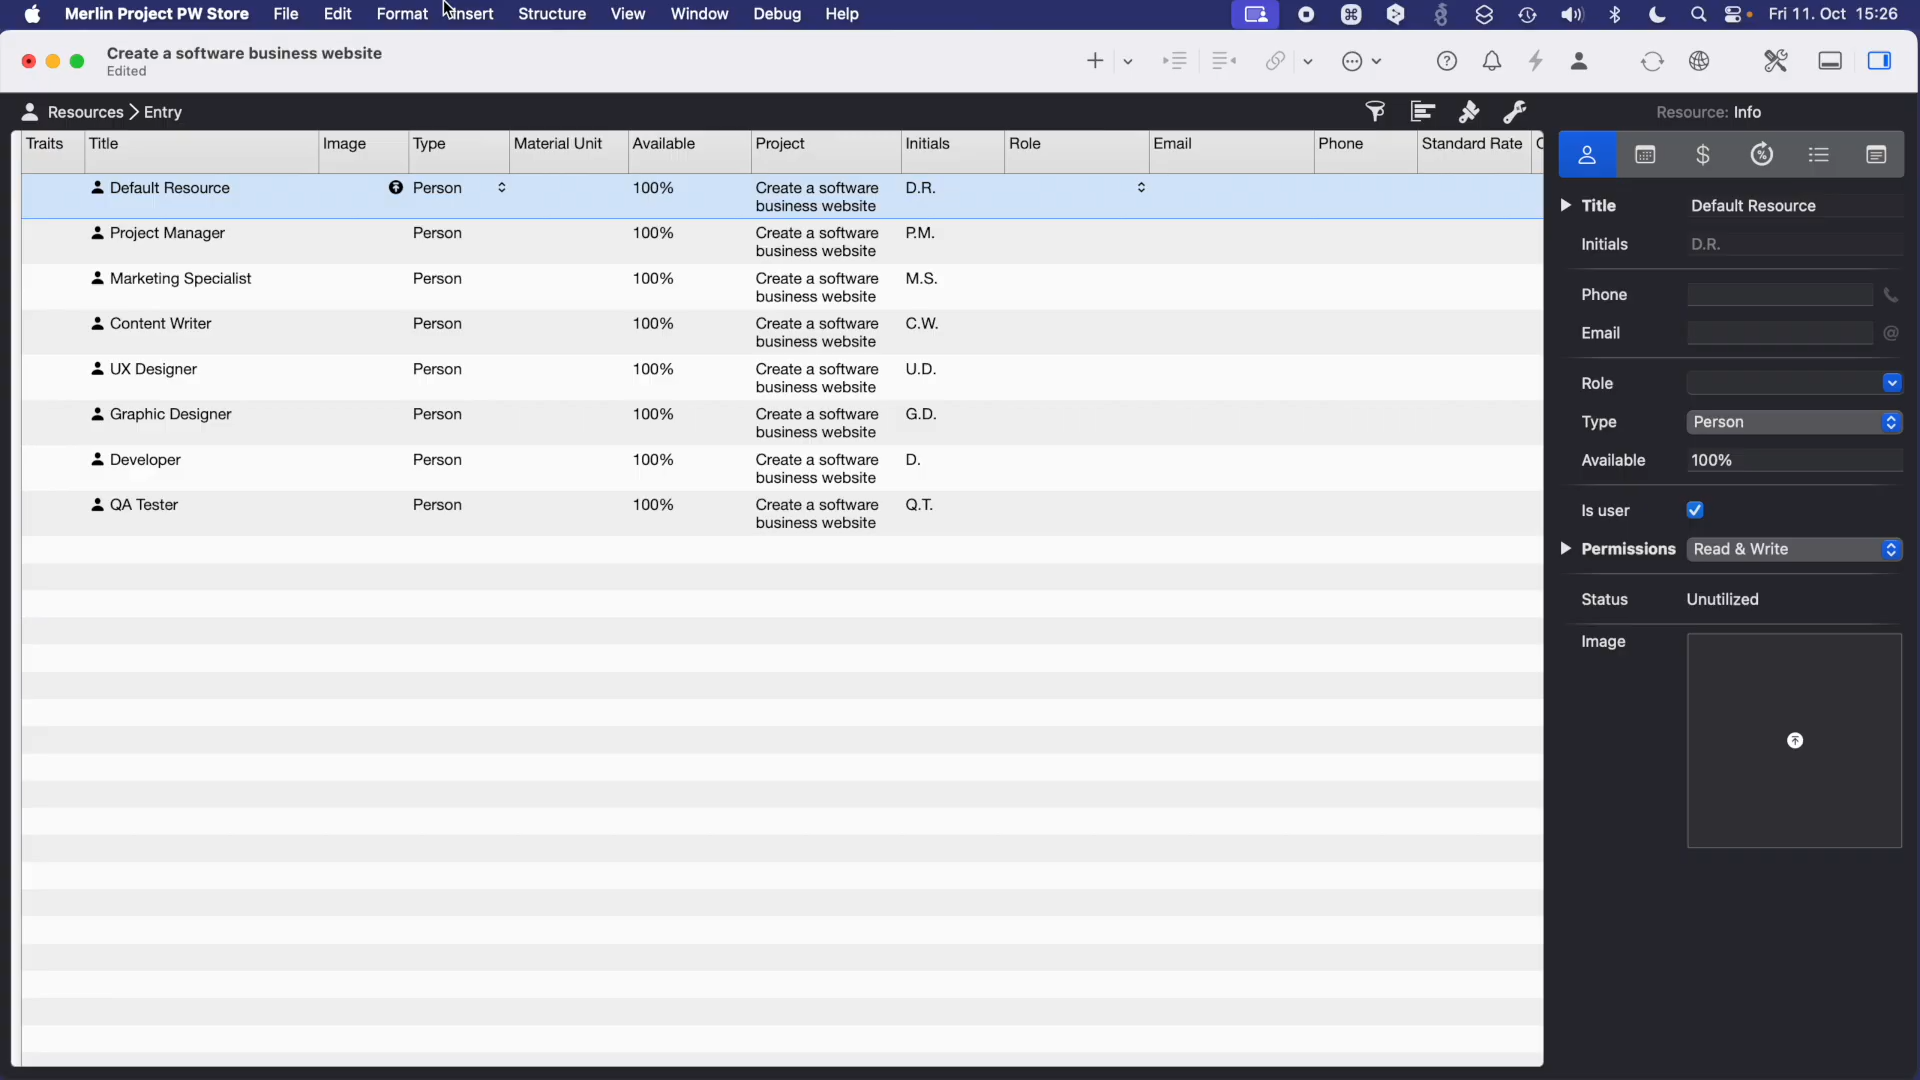 Merlin Project PW Store File Edit Format Insert Structure View Window Debug Help Fri 11. Oct 15:26
Create a software business website
Edited
Resources Entry
Resource: Info
Traits Title Image Type Material Unit Available Project Initials Role Email Phone Standard Rate
Default Resource Person 100% Create a software business website D.R.
Project Manager Person 100% Create a software business website P.M.
Marketing Specialist Person 100% Create a software business website M.S.
Content Writer Person 100% Create a software business website C.W.
UX Designer Person 100% Create a software business website U.D.
Graphic Designer Person 100% Create a software business website G.D.
Developer Person 100% Create a software business website D.
QA Tester Person 100% Create a software business website Q.T.
Title Default Resource
Initials D.R.
Phone
Email @
Role
Type Person
Available 100%
Is user
Permissions Read & Write
Status Unutilized
Image